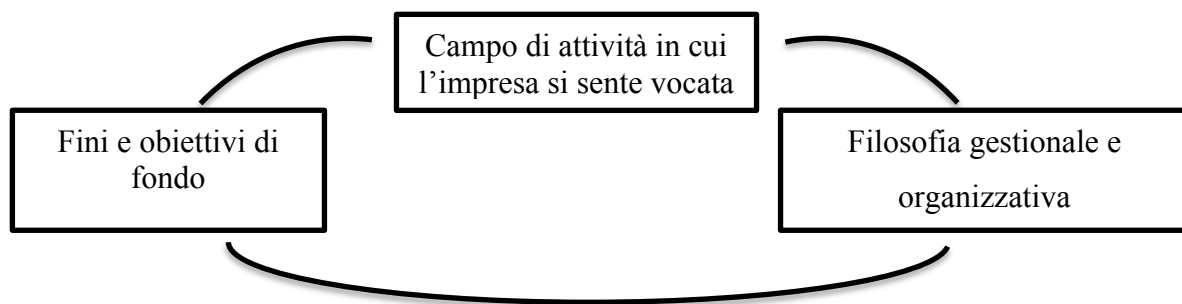 Campo di attività in cui
l’impresa si sente vocata
Fini e obiettivi di
fondo
Filosofia gestionale e
organizzativa